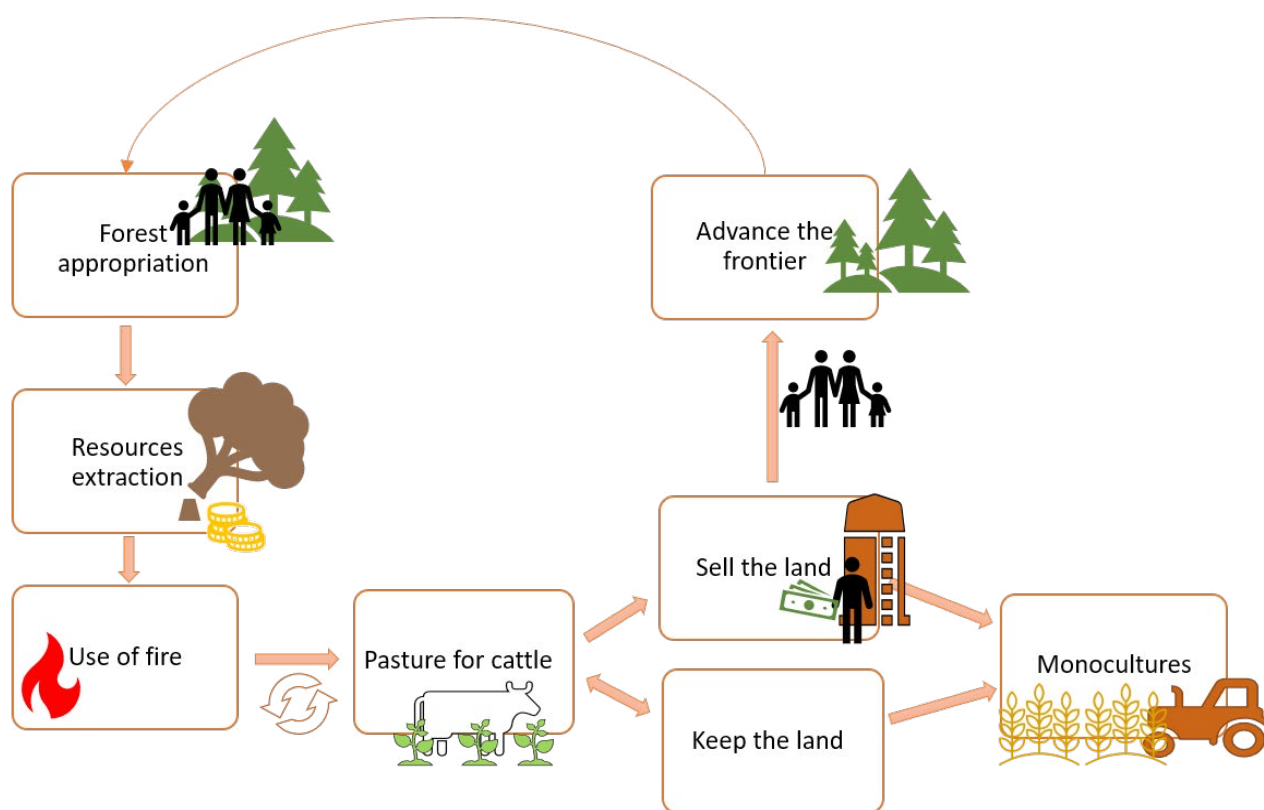 Forest
appropriation
Advance the
frontier
Resources
extraction
Sell the land
Use of fire
Pasture for cattle
Monocultures
Keep the land